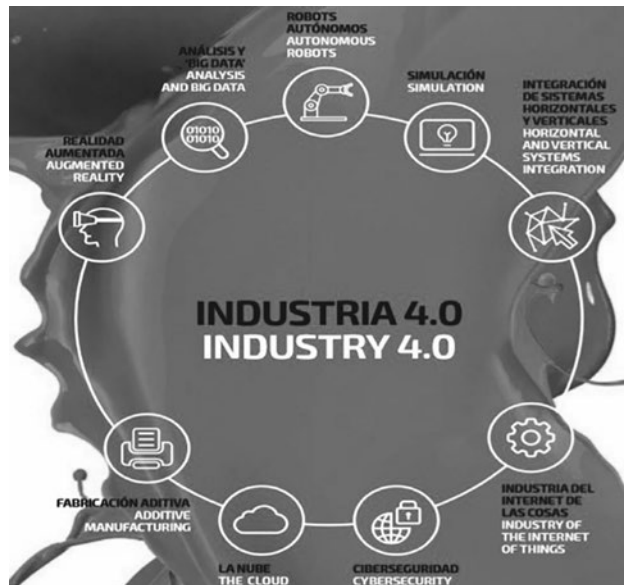 ROBOTS
AUTÓNOMOS
AUTONOMOUS
ROBOTS
SIMULACIÓN
SIMULATION
INTEGRACIÓN
DE SISTEMAS
HORIZONTALES
Y VERTICALES
HORIZONTAL
AND VERTICAL
SYSTEMS
INTEGRATION
INDUSTRIA DEL
INTERNET DE
LAS COSAS
INDUSTRY OF
THE INTERNET
OF THINGS
CIBERSEGURIDAD
CYBERSECURITY
LA NUBE
THE CLOUD
FABRICACIÓN ADITIVA
ADDITIVE
MANUFACTURING
REALIDAD
AUMENTADA
AUGMENTED
REALITY
ANÁLISIS Y
'BIG DATA'
ANALYSIS
AND BIG DATA
01010
01010
INDUSTRIA 4.0
INDUSTRY 4.0